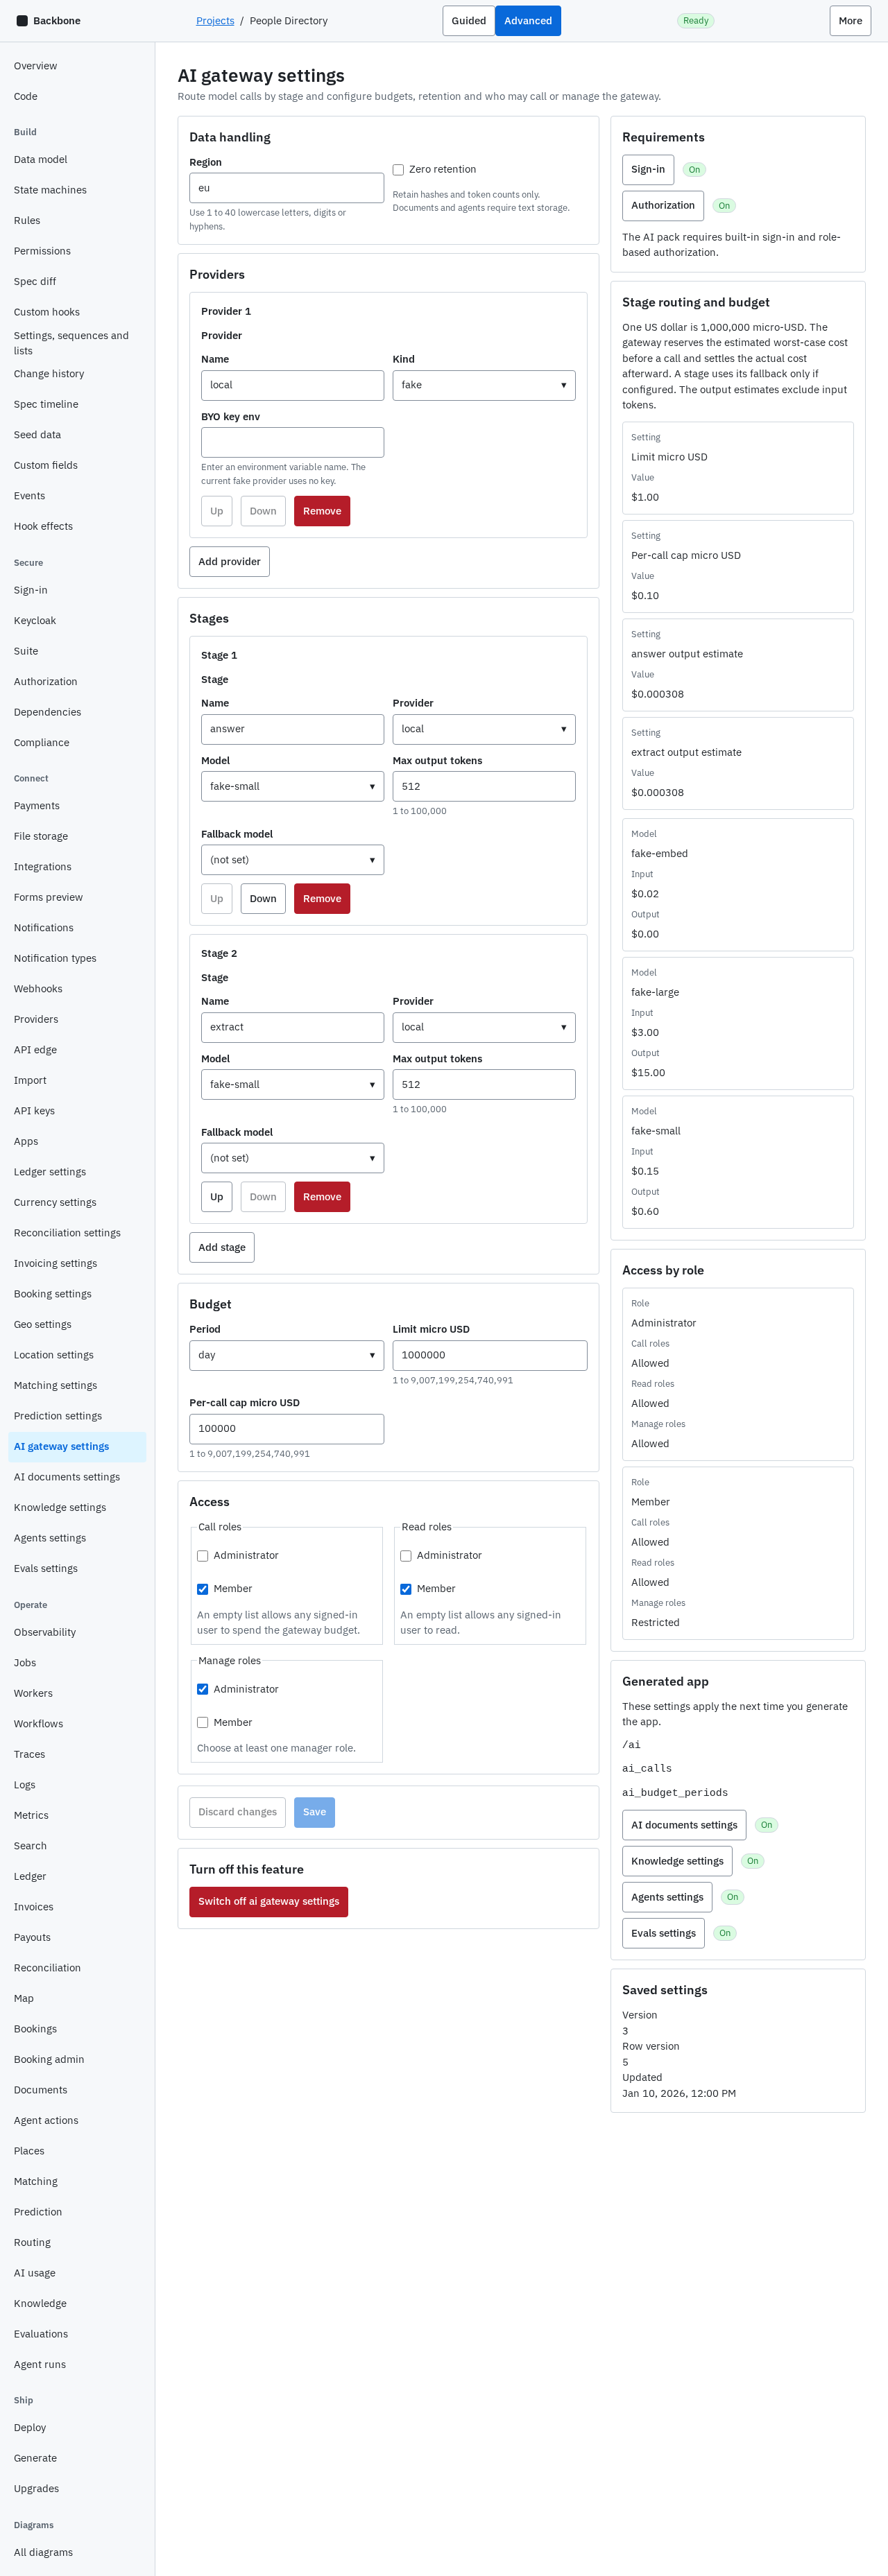 Backbone
Projects / People Directory
Guided
Advanced
Ready
More
Overview
Code
Build
Data model
State machines
Rules
Permissions
Spec diff
Custom hooks
Settings, sequences and
lists
Change history
Spec timeline
Seed data
Custom fields
Events
Hook effects
Secure
Sign-in
Keycloak
Suite
Authorization
Dependencies
Compliance
Connect
Payments
File storage
Integrations
Forms preview
Notifications
Notification types
Webhooks
Providers
API edge
Import
API keys
Apps
Ledger settings
Currency settings
Reconciliation settings
Invoicing settings
Booking settings
Geo settings
Location settings
Matching settings
Prediction settings
AI gateway settings
AI documents settings
Knowledge settings
Agents settings
Evals settings
Operate
Observability
Jobs
Workers
Workflows
Traces
Logs
Metrics
Search
Ledger
Invoices
Payouts
Reconciliation
Map
Bookings
Booking admin
Documents
Agent actions
Places
Matching
Prediction
Routing
AI usage
Knowledge
Evaluations
Agent runs
Ship
Deploy
Generate
Upgrades
Diagrams
All diagrams
AI gateway settings
Route model calls by stage and configure budgets, retention and who may call or manage the gateway.
Data handling
Region
eu
Use 1 to 40 lowercase letters, digits or
hyphens.
Zero retention
Retain hashes and token counts only.
Documents and agents require text storage.
Providers
Provider 1
Provider
Name
local
Kind
fake
BYO key env
Enter an environment variable name. The
current fake provider uses no key.
Up
Down
Remove
Add provider
Stages
Stage 1
Stage
Name
answer
Provider
local
Model
fake-small
Max output tokens
512
1 to 100,000
Fallback model
(not set)
Up
Down
Remove
Stage 2
Stage
Name
extract
Provider
local
Model
fake-small
Max output tokens
512
1 to 100,000
Fallback model
(not set)
Up
Down
Remove
Add stage
Budget
Period
day
Limit micro USD
1000000
1 to 9,007,199,254,740,991
Per-call cap micro USD
100000
1 to 9,007,199,254,740,991
Access
Call roles
Administrator
Member
An empty list allows any signed-in
user to spend the gateway budget.
Read roles
Administrator
Member
An empty list allows any signed-in
user to read.
Manage roles
Administrator
Member
Choose at least one manager role.
Discard changes
Save
Turn off this feature
Switch off ai gateway settings
Requirements
Sign-in
On
Authorization
On
The AI pack requires built-in sign-in and role-
based authorization.
Stage routing and budget
One US dollar is 1,000,000 micro-USD. The
gateway reserves the estimated worst-case cost
before a call and settles the actual cost
afterward. A stage uses its fallback only if
configured. The output estimates exclude input
tokens.
Setting
Limit micro USD
Value
$1.00
Setting
Per-call cap micro USD
Value
$0.10
Setting
answer output estimate
Value
$0.000308
Setting
extract output estimate
Value
$0.000308
Model
fake-embed
Input
$0.02
Output
$0.00
Model
fake-large
Input
$3.00
Output
$15.00
Model
fake-small
Input
$0.15
Output
$0.60
Access by role
Role
Administrator
Call roles
Allowed
Read roles
Allowed
Manage roles
Allowed
Role
Member
Call roles
Allowed
Read roles
Allowed
Manage roles
Restricted
Generated app
These settings apply the next time you generate
the app.
/ai
ai_calls
ai_budget_periods
AI documents settings
On
Knowledge settings
On
Agents settings
On
Evals settings
On
Saved settings
Version
3
Row version
5
Updated
Jan 10, 2026, 12:00 PM